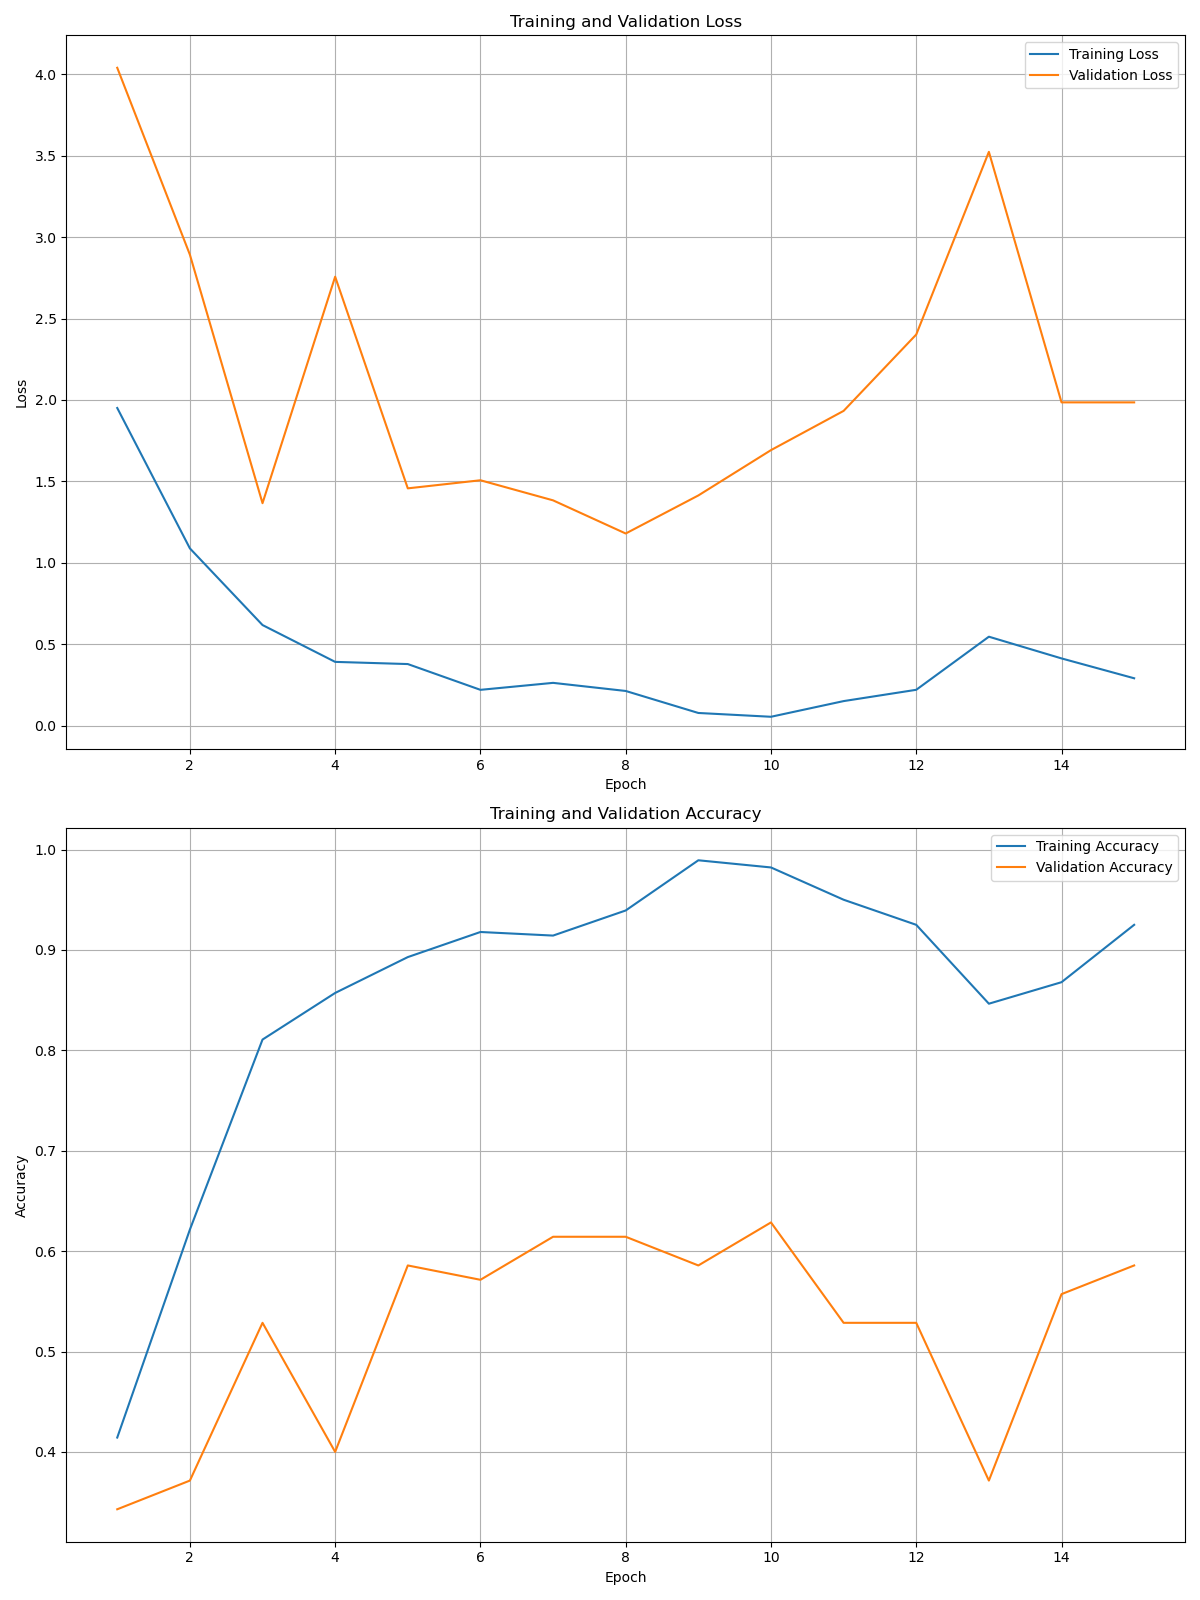 Training and Validation Loss
Training Loss
Validation Loss
Loss
4.0
3.5
3.0
2.5
2.0
1.5
1.0
0.5
0.0
2 4 6 8 10 12 14
Epoch
Training and Validation Accuracy
Training Accuracy
Validation Accuracy
Accuracy
1.0
0.9
0.8
0.7
0.6
0.5
0.4
2 4 6 8 10 12 14
Epoch